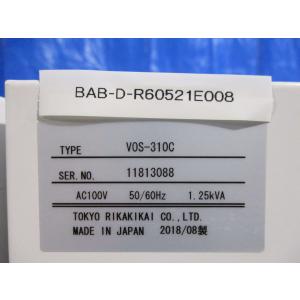 BAB-D-R60521E008
TYPE VOS-310C
SER.NO. 11813088
AC100V 50/60Hz 1.25kVA
TOKYO RIKAKIKAI CO.,LTD.
MADE IN JAPAN 2018/08製